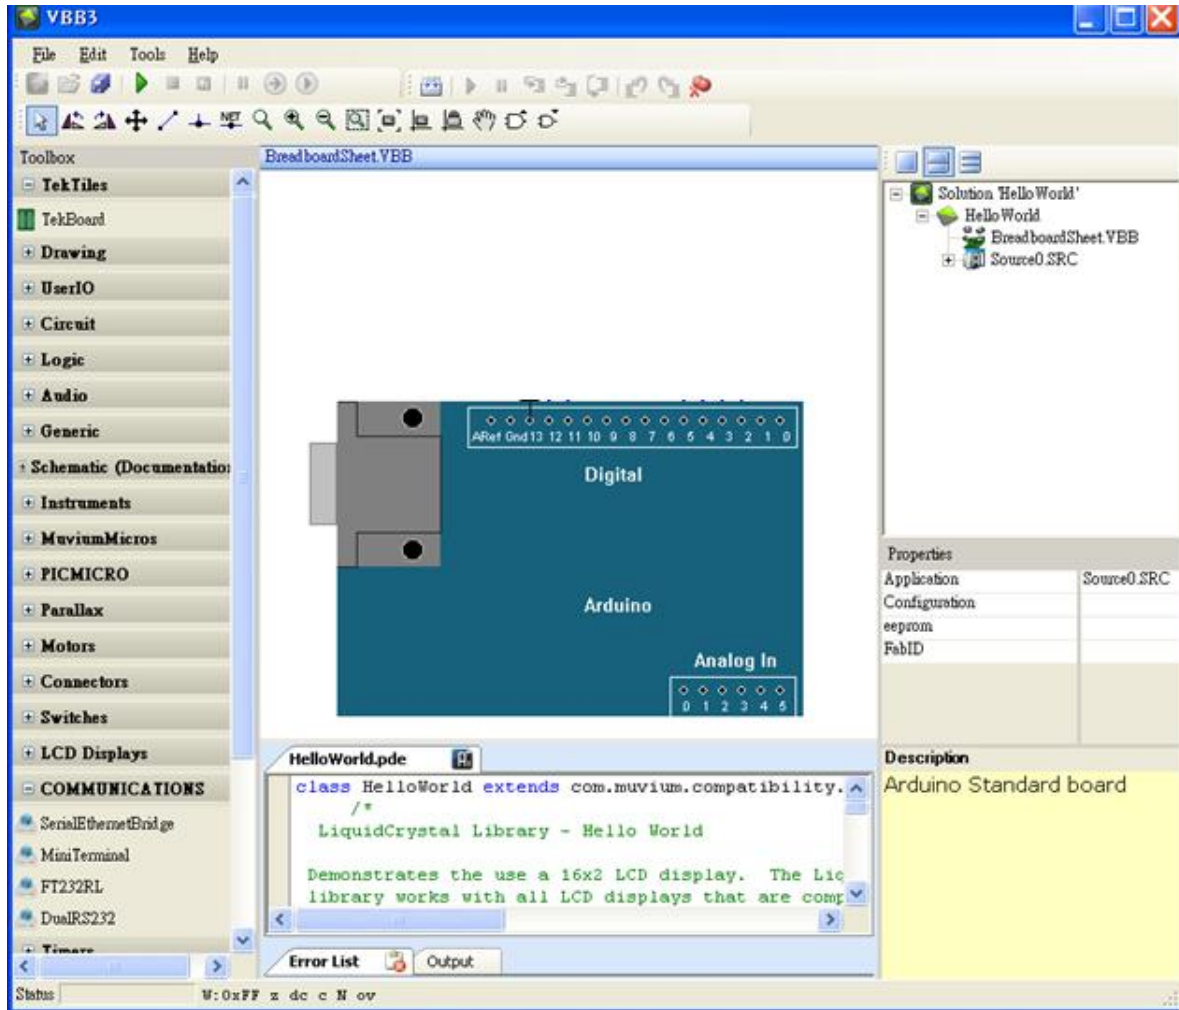 VBB3
File Edit Tools Help
NET
Toolbox
BreadboardSheet.VBB
TekTiles
TekBoard
Drawing
UserIO
Circuit
Logic
Audio
Generic
Schematic (Documentation
Instruments
MuviumMicros
PICMICRO
Parallax
Motors
Connectors
Switches
LCD Displays
COMMUNICATIONS
SerialEthernetBridge
MiniTerminal
FT232RL
DualRS232
Timers
ARef Gnd 13 12 11 10 9 8 7 6 5 4 3 2 1 0
Digital
Arduino
Analog In
0 1 2 3 4 5
HelloWorld.pde
class HelloWorld extends com.muvium.compatibility.
/*
LiquidCrystal Library - Hello World
Demonstrates the use a 16x2 LCD display. The Liq
library works with all LCD displays that are comp
Error List Output
Solution 'HelloWorld'
HelloWorld
BreadboardSheet.VBB
Source0.SRC
Properties
Application Source0.SRC
Configuration
eeprom
FabID
Description
Arduino Standard board
Status W:0xFF z dc c N ov